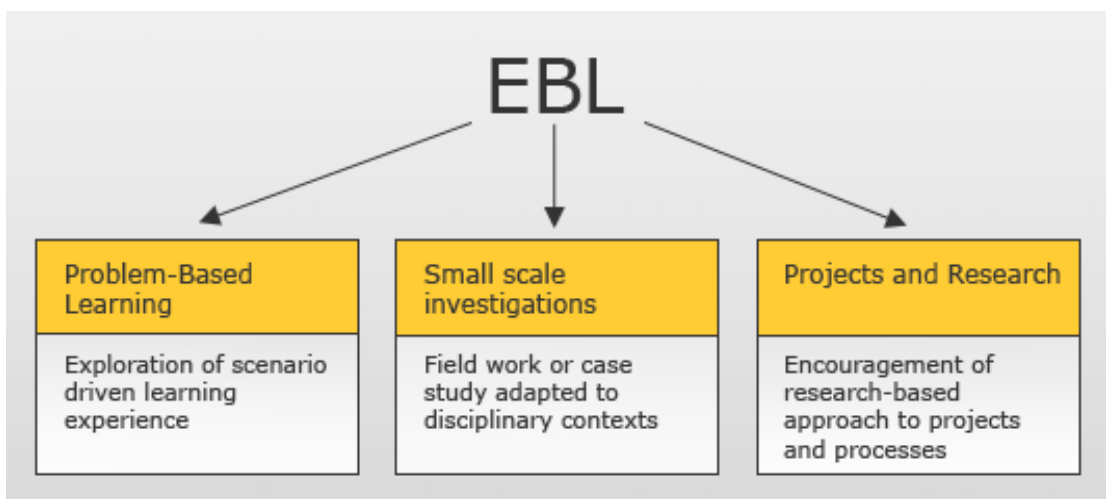 EBL
Problem-Based
Learning
Exploration of scenario
driven learning
experience
Small scale
investigations
Field work or case
study adapted to
disciplinary contexts
Projects and Research
Encouragement of
research-based
approach to projects
and processes